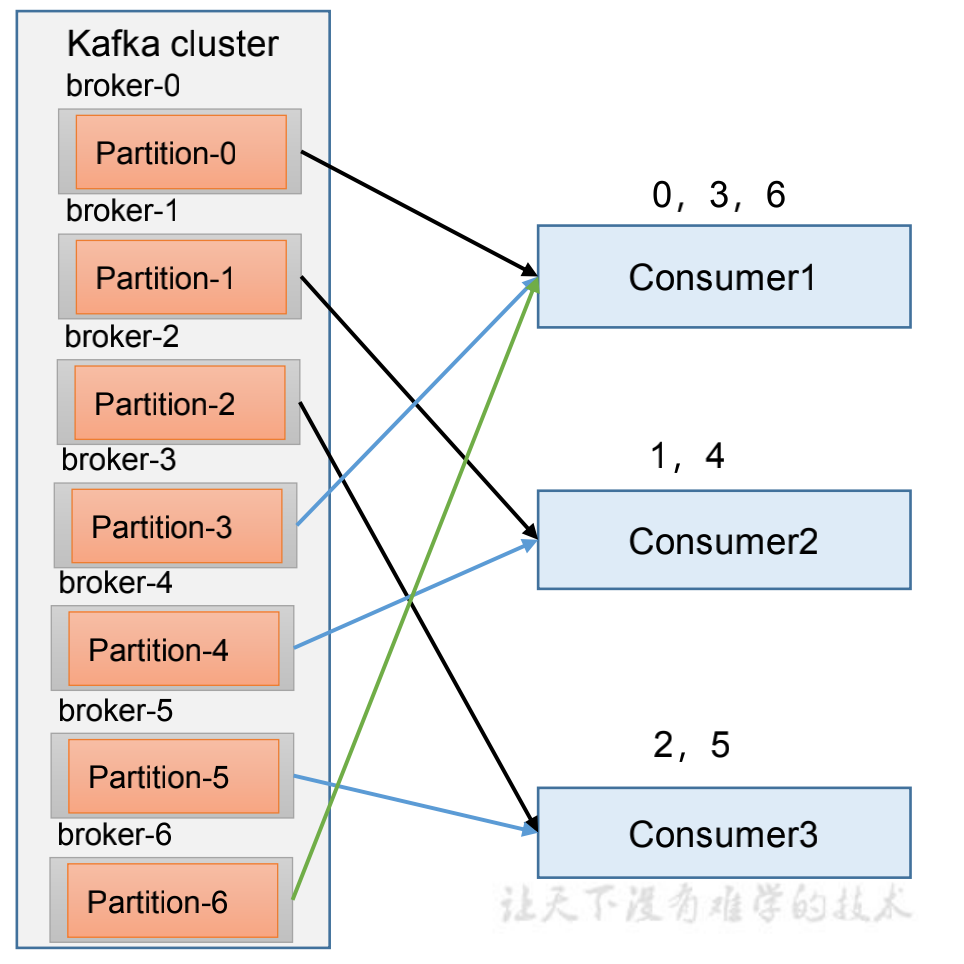 Kafka cluster
broker-0
Partition-0
broker-1
Partition-1
broker-2
Partition-2
broker-3
Partition-3
broker-4
Partition-4
broker-5
Partition-5
broker-6
Partition-6
0, 3, 6
Consumer1
1, 4
Consumer2
2, 5
Consumer3
让天下没有难学的技术